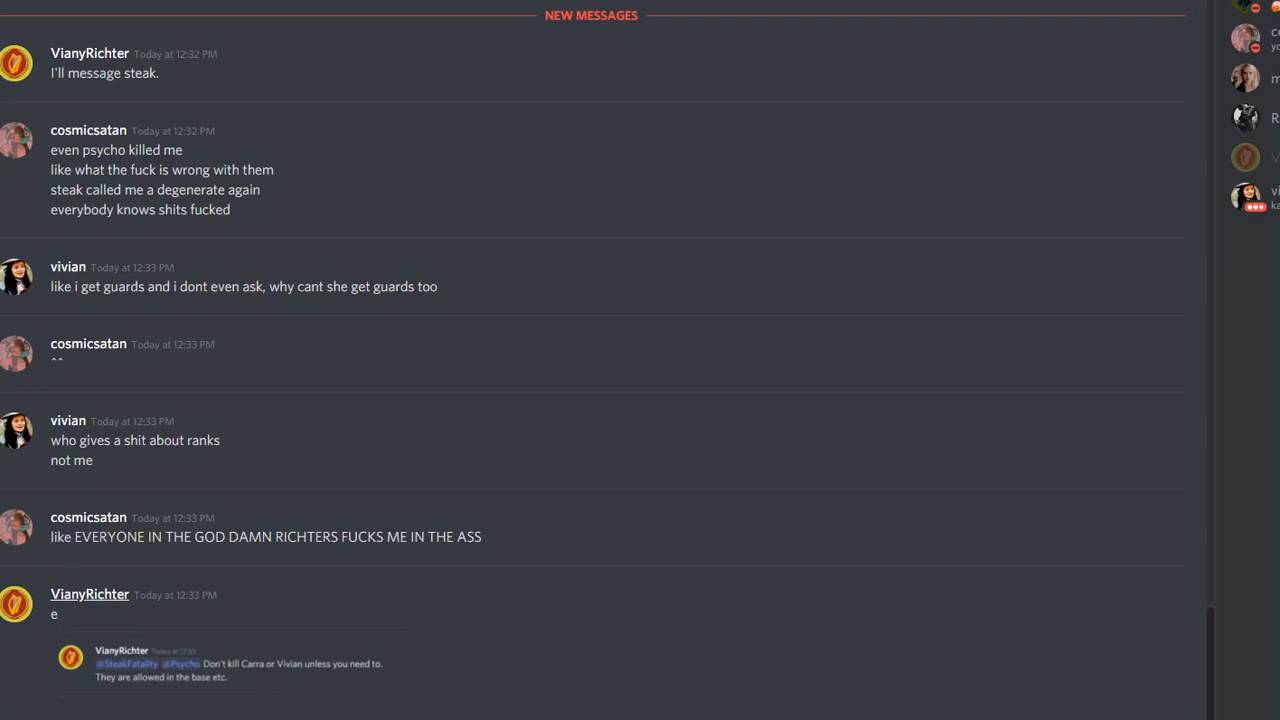 NEW MESSAGES
VianyRichter Today at 12:32 PM
I'll message steak.
cosmicsatan Today at 12:32 PM
even psycho killed me
like what the fuck is wrong with them
steak called me a degenerate again
everybody knows shits fucked
vivian Today at 12:33 PM
like i get guards and i dont even ask, why cant she get guards too
cosmicsatan Today at 12:33 PM
^^
vivian Today at 12:33 PM
who gives a shit about ranks
not me
cosmicsatan Today at 12:33 PM
like EVERYONE IN THE GOD DAMN RICHTERS FUCKS ME IN THE ASS
VianyRichter Today at 12:33 PM
e
VianyRichter Today at 17:33
@SteakFatality @Psycho Don't kill Carra or Vivian unless you need to.
They are allowed in the base etc.